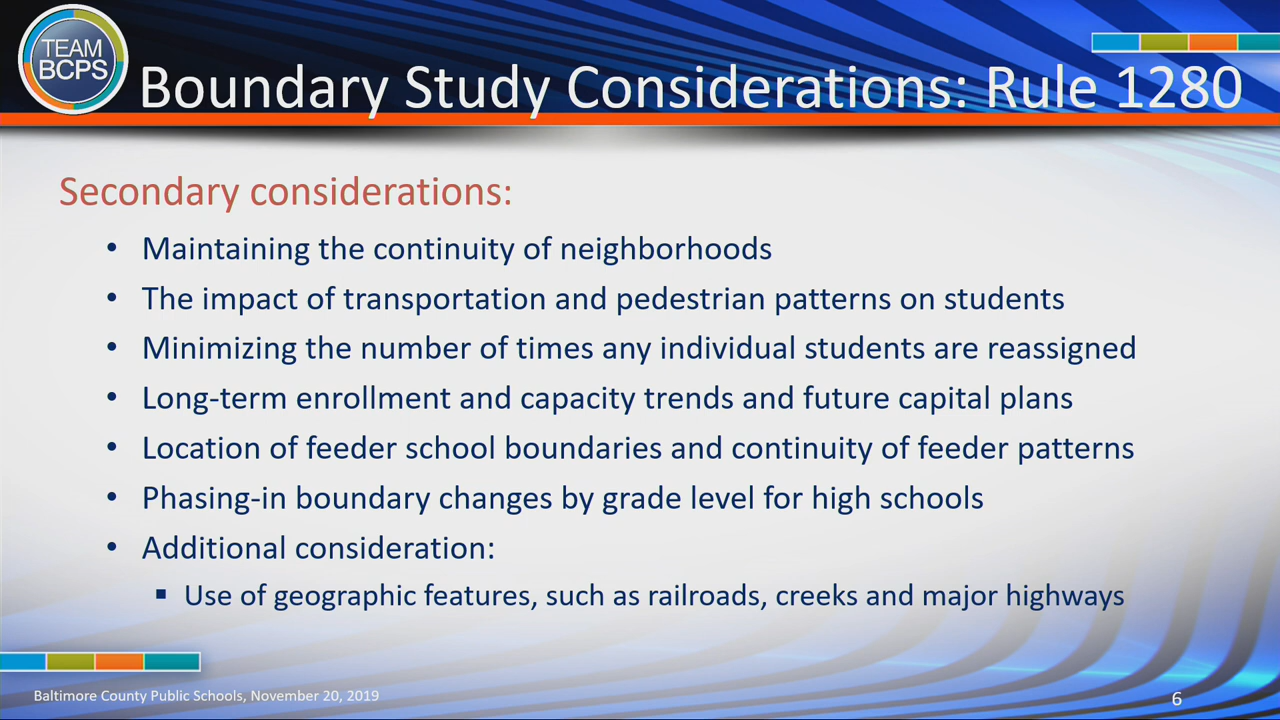 TEAM
BCPS
Boundary Study Considerations: Rule 1280
Secondary considerations:
• Maintaining the continuity of neighborhoods
• The impact of transportation and pedestrian patterns on students
• Minimizing the number of times any individual students are reassigned
• Long-term enrollment and capacity trends and future capital plans
• Location of feeder school boundaries and continuity of feeder patterns
• Phasing-in boundary changes by grade level for high schools
• Additional consideration:
▪ Use of geographic features, such as railroads, creeks and major highways
Baltimore County Public Schools, November 20, 2019
6